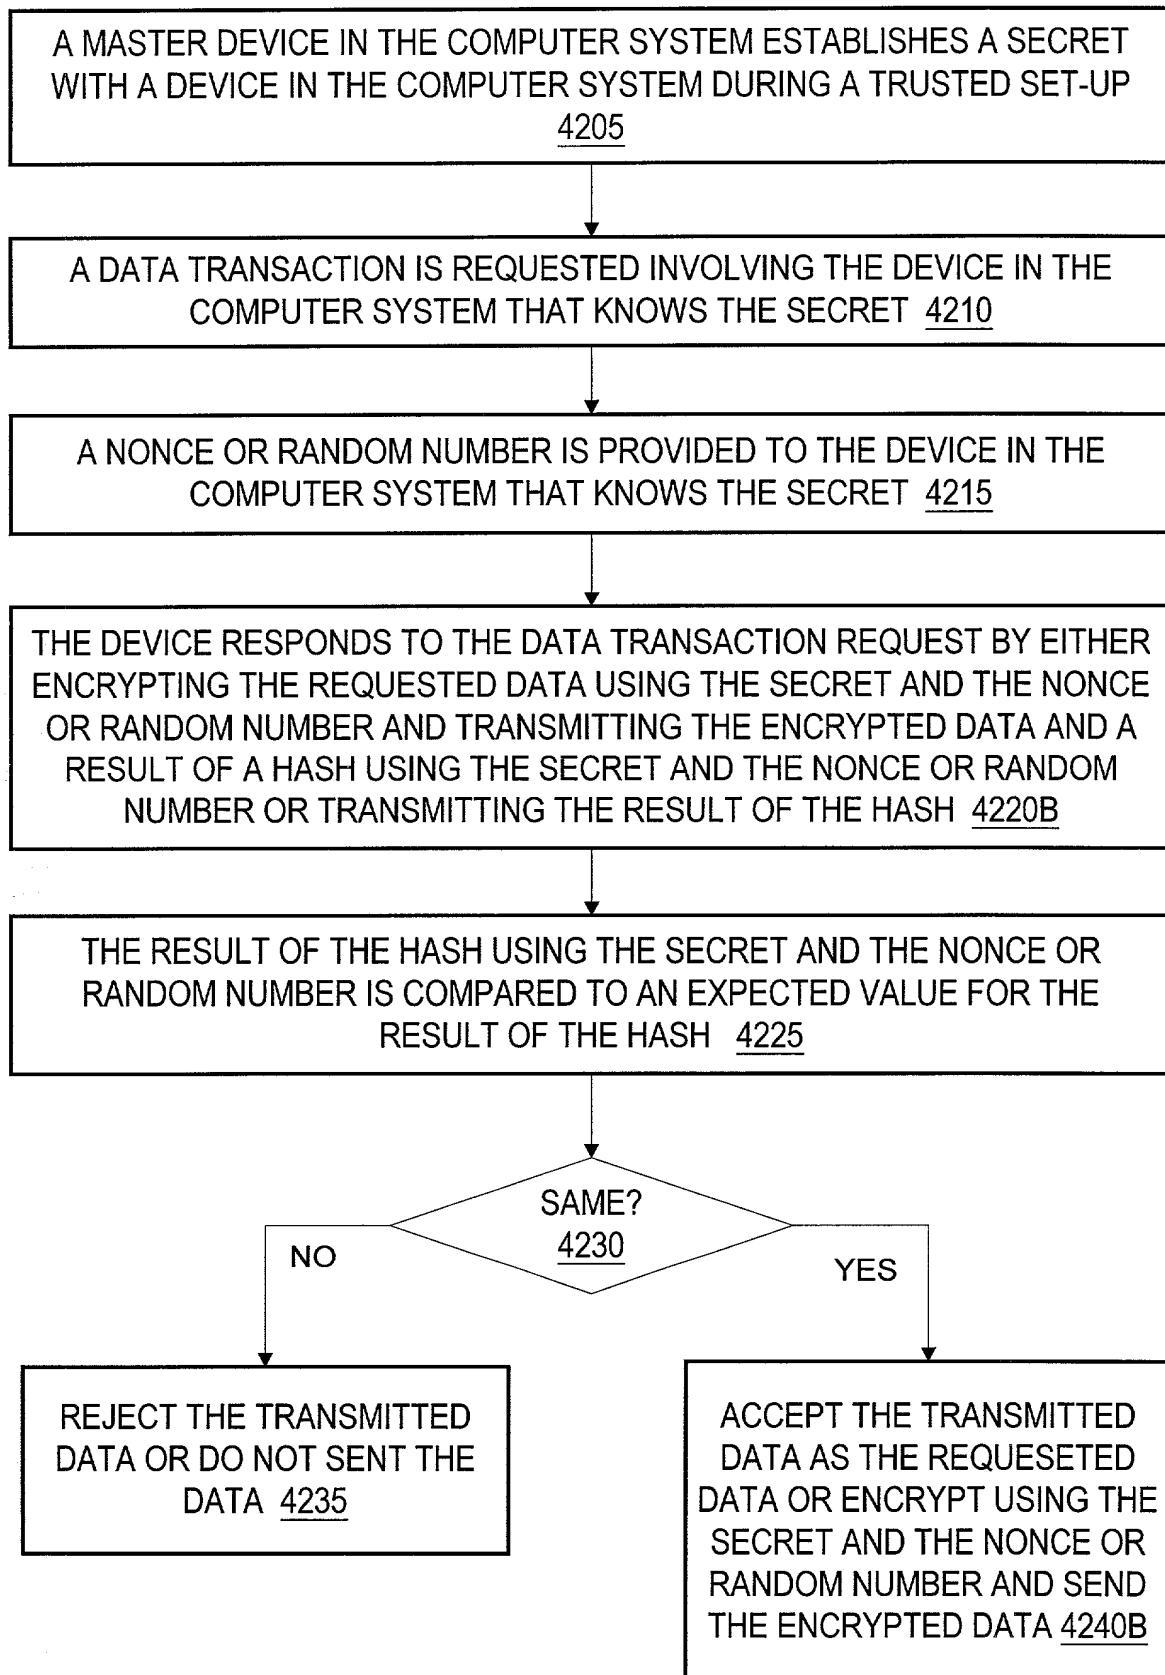 A MASTER DEVICE IN THE COMPUTER SYSTEM ESTABLISHES A SECRET
WITH A DEVICE IN THE COMPUTER SYSTEM DURING A TRUSTED SET-UP
4205
A DATA TRANSACTION IS REQUESTED INVOLVING THE DEVICE IN THE
COMPUTER SYSTEM THAT KNOWS THE SECRET 4210
A NONCE OR RANDOM NUMBER IS PROVIDED TO THE DEVICE IN THE
COMPUTER SYSTEM THAT KNOWS THE SECRET 4215
THE DEVICE RESPONDS TO THE DATA TRANSACTION REQUEST BY EITHER
ENCRYPTING THE REQUESTED DATA USING THE SECRET AND THE NONCE
OR RANDOM NUMBER AND TRANSMITTING THE ENCRYPTED DATA AND A
RESULT OF A HASH USING THE SECRET AND THE NONCE OR RANDOM
NUMBER OR TRANSMITTING THE RESULT OF THE HASH 4220B
THE RESULT OF THE HASH USING THE SECRET AND THE NONCE OR
RANDOM NUMBER IS COMPARED TO AN EXPECTED VALUE FOR THE
RESULT OF THE HASH 4225
SAME?
4230
NO
YES
REJECT THE TRANSMITTED
DATA OR DO NOT SENT THE
DATA 4235
ACCEPT THE TRANSMITTED
DATA AS THE REQUESETED
DATA OR ENCRYPT USING THE
SECRET AND THE NONCE OR
RANDOM NUMBER AND SEND
THE ENCRYPTED DATA 4240B